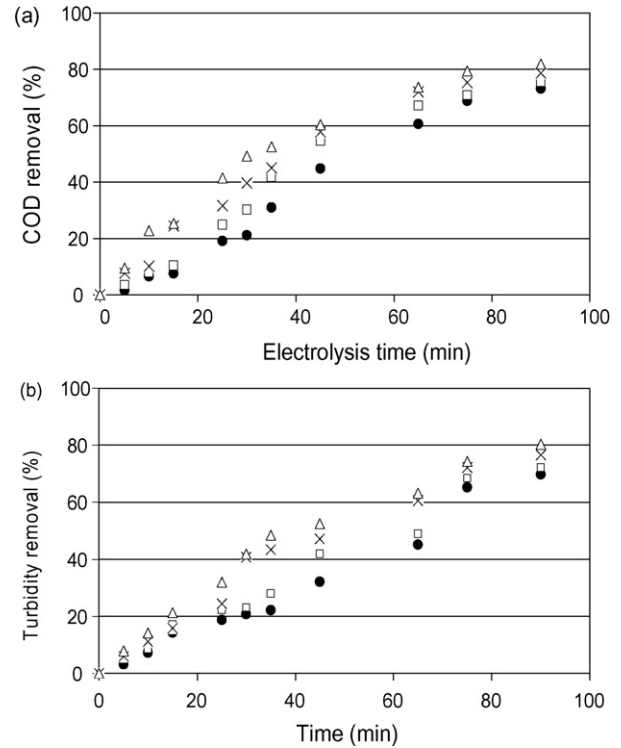 (a)
100
80
60
40
20
0
COD removal (%)
0 20 40 60 80 100
Electrolysis time (min)
(b)
100
80
60
40
20
0
Turbidity removal (%)
0 20 40 60 80 100
Time (min)